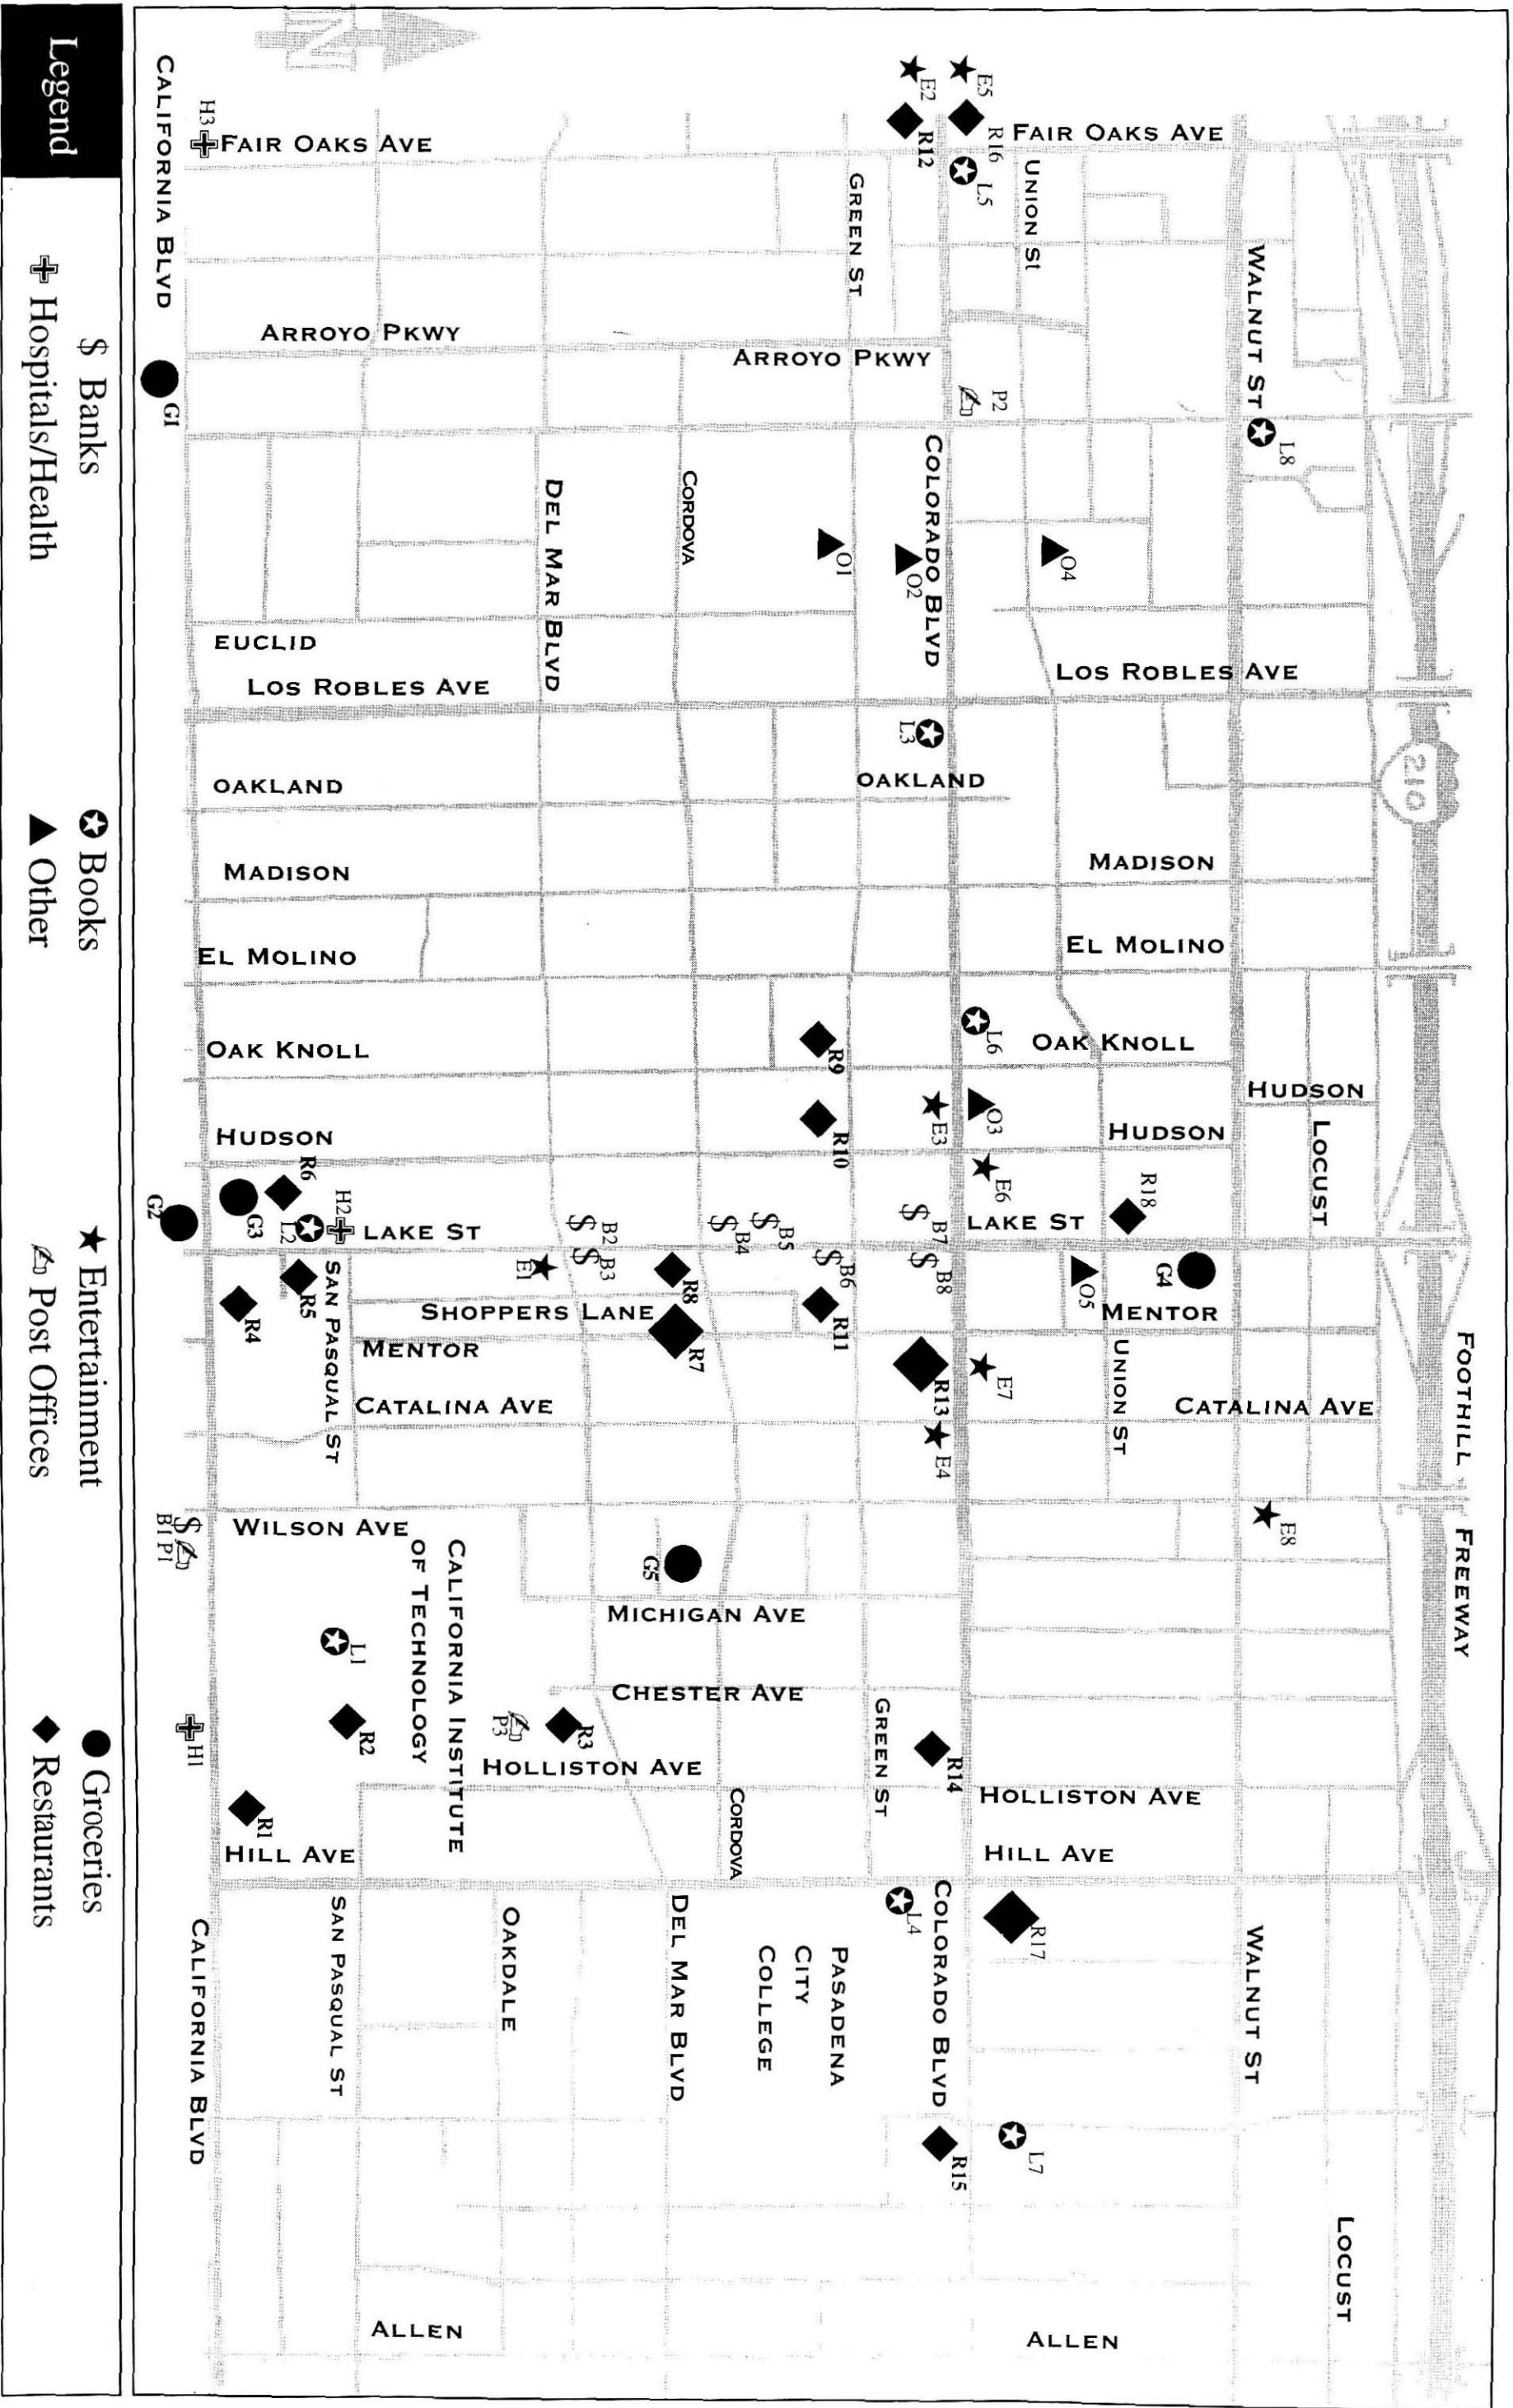 N
FOOTHILL FREEWAY
210
LOCUST
LOCUST
WALNUT ST
WALNUT ST
L8
E8
HUDSON
FAIR OAKS AVE
UNION St
LOS ROBLES AVE
MADISON
EL MOLINO
OAK KNOLL
HUDSON
R18
G4
MENTOR
UNION ST
CATALINA AVE
O4
O5
E5
R16
L5
P2
L6
O3
E6
LAKE ST
E7
HOLLISTON AVE
HILL AVE
R17
L7
ALLEN
E2
R12
COLORADO BLVD
O2
L3
OAKLAND
E3
B7
B8
R13
E4
R14
COLORADO BLVD
L4
R15
GREEN ST
ARROYO PKWY
O1
R9
R10
B6
R11
GREEN ST
PASADENA
CITY
COLLEGE
CORDOVA
B5
B4
R8
R7
G5
MICHIGAN AVE
CHESTER AVE
CORDOVA
DEL MAR BLVD
B2
B3
E1
SHOPPERS LANE
R3
P3
HOLLISTON AVE
DEL MAR BLVD
OAKDALE
CALIFORNIA INSTITUTE
OF TECHNOLOGY
H3
FAIR OAKS AVE
ARROYO PKWY
EUCLID
LOS ROBLES AVE
OAKLAND
MADISON
EL MOLINO
OAK KNOLL
HUDSON
R6
H2
L2
LAKE ST
R5
SAN PASQUAL ST
MENTOR
CATALINA AVE
WILSON AVE
L1
R2
SAN PASQUAL ST
ALLEN
G3
R4
R1
HILL AVE
CALIFORNIA BLVD
G1
G2
B1 P1
H1
CALIFORNIA BLVD
Legend
$ Banks
Books
Entertainment
Groceries
Hospitals/Health
Other
Post Offices
Restaurants